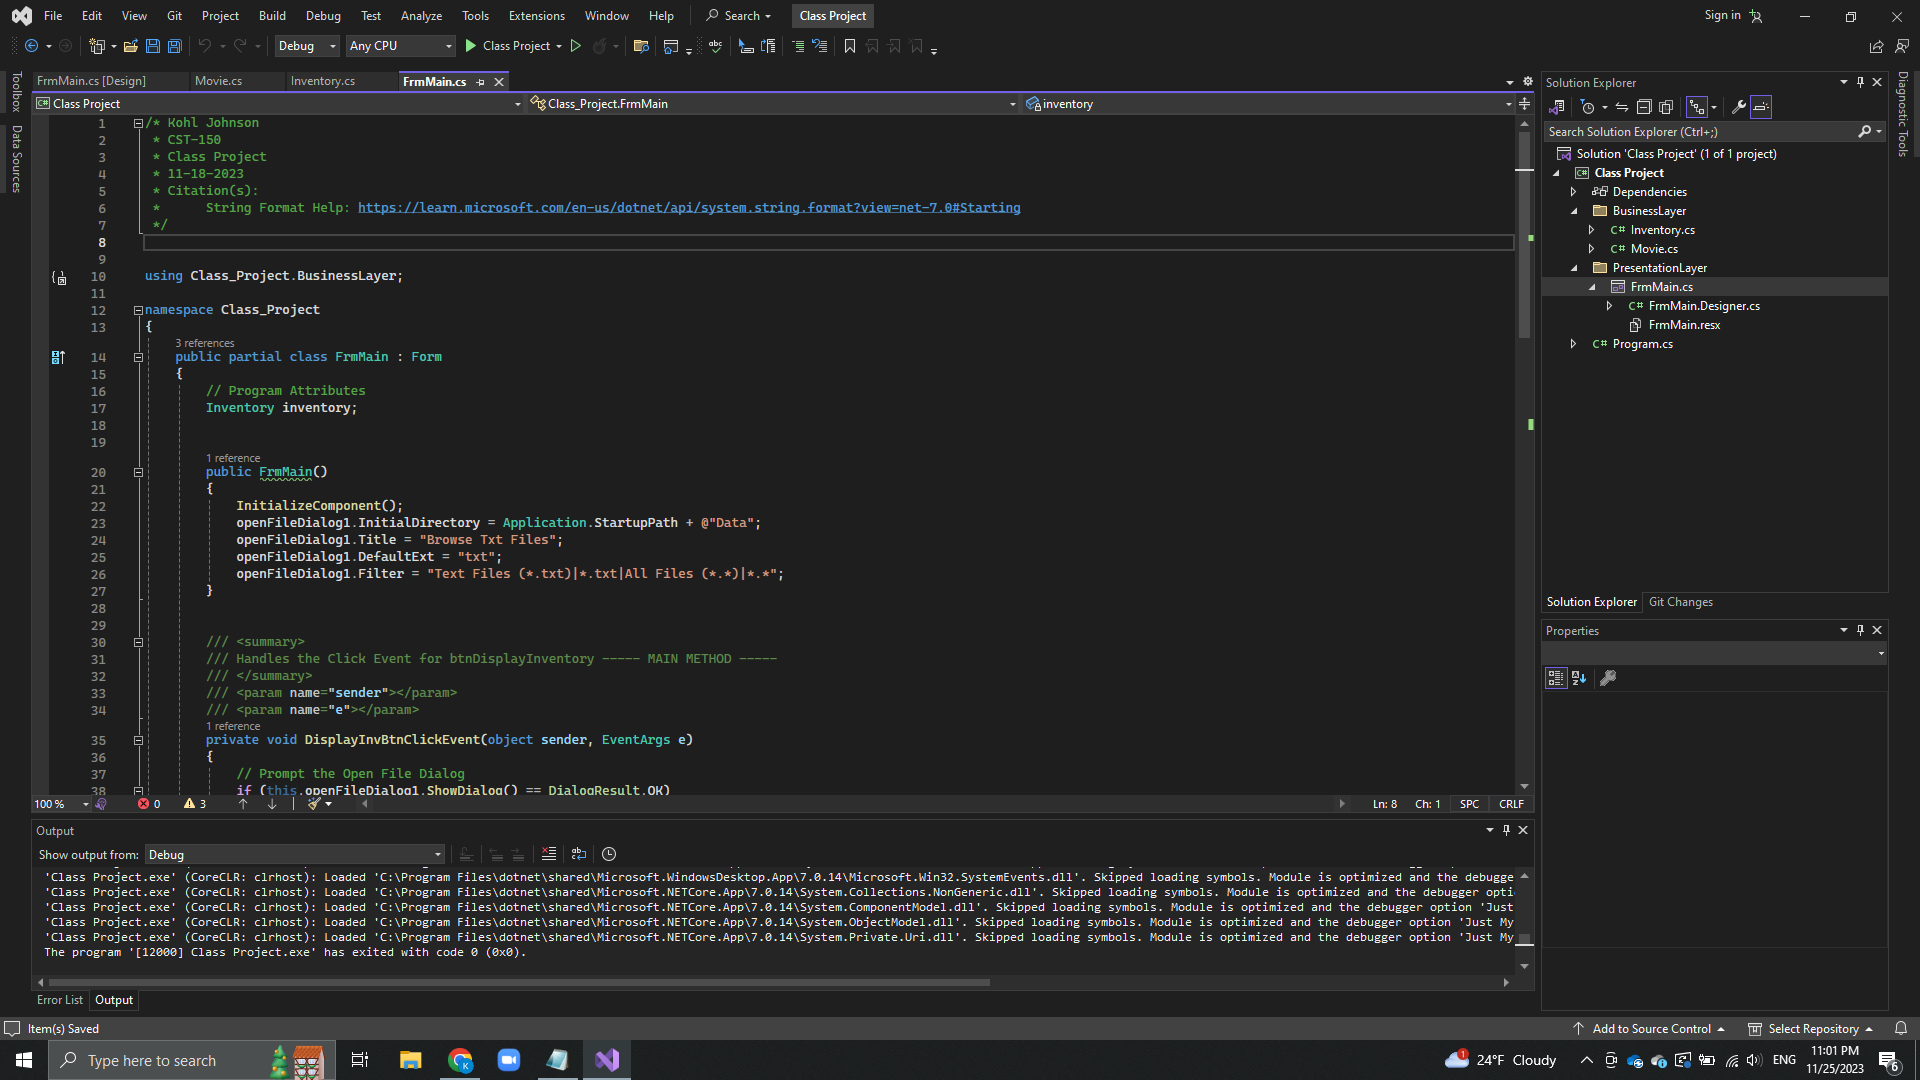 File Edit View Git Project Build Debug Test Analyze Tools Extensions Window Help Search Class Project Sign in
Debug Any CPU Class Project
FrmMain.cs [Design] Movie.cs Inventory.cs FrmMain.cs
Class Project Class_Project.FrmMain inventory
Toolbox
Data Sources
1 /* Kohl Johnson
2 * CST-150
3 * Class Project
4 * 11-18-2023
5 * Citation(s):
6 * String Format Help: https://learn.microsoft.com/en-us/dotnet/api/system.string.format?view=net-7.0#Starting
7 */
8
9
10 using Class_Project.BusinessLayer;
11
12 namespace Class_Project
13 {
3 references
14 public partial class FrmMain : Form
15 {
16 // Program Attributes
17 Inventory inventory;
18
19
1 reference
20 public FrmMain()
21 {
22 InitializeComponent();
23 openFileDialog1.InitialDirectory = Application.StartupPath + @"Data";
24 openFileDialog1.Title = "Browse Txt Files";
25 openFileDialog1.DefaultExt = "txt";
26 openFileDialog1.Filter = "Text Files (*.txt)|*.txt|All Files (*.*)|*.*";
27 }
28
29
30 /// <summary>
31 /// Handles the Click Event for btnDisplayInventory ----- MAIN METHOD -----
32 /// </summary>
33 /// <param name="sender"></param>
34 /// <param name="e"></param>
1 reference
35 private void DisplayInvBtnClickEvent(object sender, EventArgs e)
36 {
37 // Prompt the Open File Dialog
38 if (this.openFileDialog1.ShowDialog() == DialogResult.OK)
100 % 0 3 Ln: 8 Ch: 1 SPC CRLF
Output
Show output from: Debug
'Class Project.exe' (CoreCLR: clrhost): Loaded 'C:\Program Files\dotnet\shared\Microsoft.WindowsDesktop.App\7.0.14\Microsoft.Win32.SystemEvents.dll'. Skipped loading symbols. Module is optimized and the debugge
'Class Project.exe' (CoreCLR: clrhost): Loaded 'C:\Program Files\dotnet\shared\Microsoft.NETCore.App\7.0.14\System.Collections.NonGeneric.dll'. Skipped loading symbols. Module is optimized and the debugger opti
'Class Project.exe' (CoreCLR: clrhost): Loaded 'C:\Program Files\dotnet\shared\Microsoft.NETCore.App\7.0.14\System.ComponentModel.dll'. Skipped loading symbols. Module is optimized and the debugger option 'Just
'Class Project.exe' (CoreCLR: clrhost): Loaded 'C:\Program Files\dotnet\shared\Microsoft.NETCore.App\7.0.14\System.ObjectModel.dll'. Skipped loading symbols. Module is optimized and the debugger option 'Just My
'Class Project.exe' (CoreCLR: clrhost): Loaded 'C:\Program Files\dotnet\shared\Microsoft.NETCore.App\7.0.14\System.Private.Uri.dll'. Skipped loading symbols. Module is optimized and the debugger option 'Just My
The program '[12000] Class Project.exe' has exited with code 0 (0x0).
Error List Output
Solution Explorer
Search Solution Explorer (Ctrl+;)
Solution 'Class Project' (1 of 1 project)
C# Class Project
Dependencies
BusinessLayer
C# Inventory.cs
C# Movie.cs
PresentationLayer
FrmMain.cs
C# FrmMain.Designer.cs
FrmMain.resx
C# Program.cs
Solution Explorer Git Changes
Properties
Diagnostic Tools
Item(s) Saved Add to Source Control Select Repository
Type here to search K 1 24°F Cloudy ENG 11:01 PM
11/25/2023 6